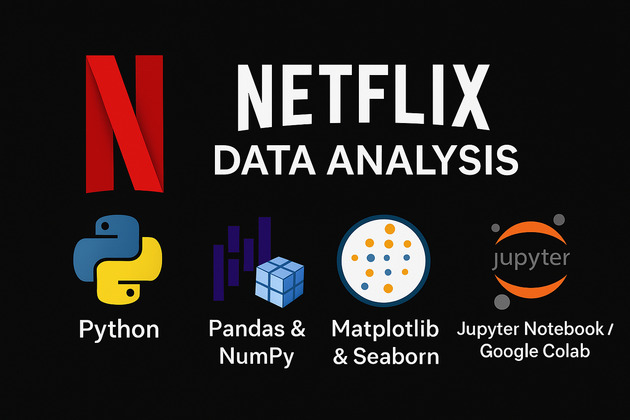 N
NETFLIX
DATA ANALYSIS
jupyter
Python
Pandas &
NumPy
Matplotlib
& Seaborn
Jupyter Notebook /
Google Colab